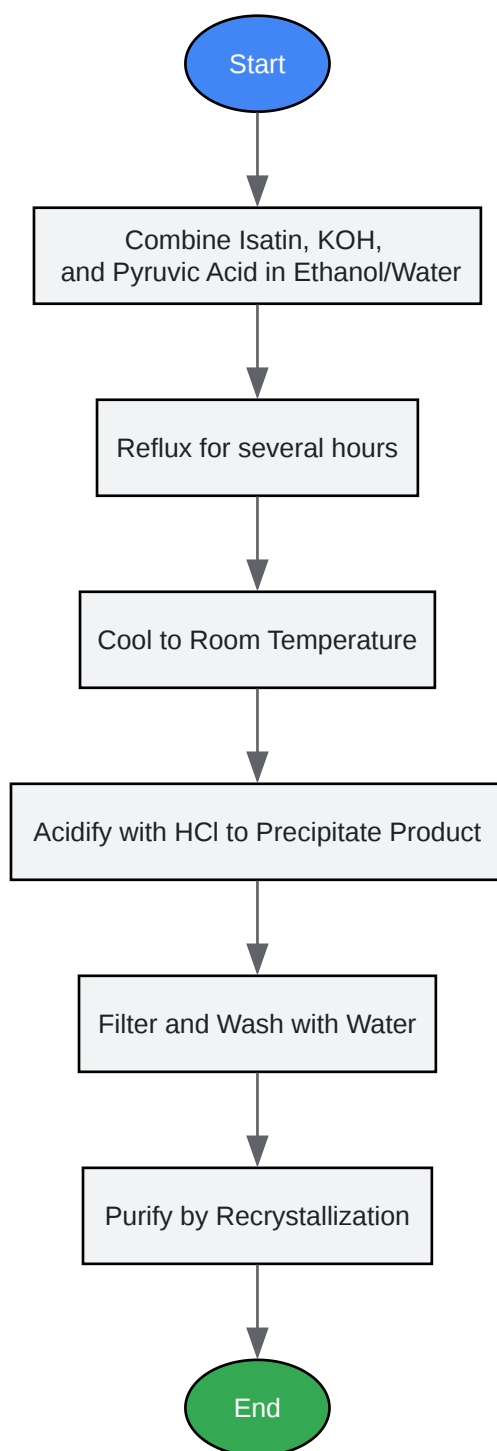 Start
Combine Isatin, KOH,
and Pyruvic Acid in Ethanol/Water
Reflux for several hours
Cool to Room Temperature
Acidify with HCl to Precipitate Product
Filter and Wash with Water
Purify by Recrystallization
End